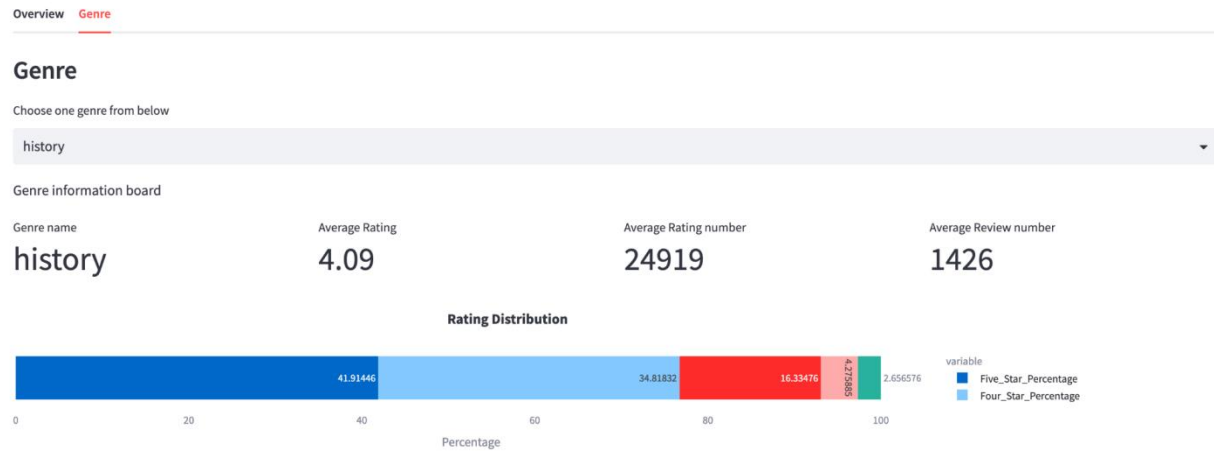 Overview Genre
Genre
Choose one genre from below
history
Genre information board
Genre name Average Rating Average Rating number Average Review number
history 4.09 24919 1426
Rating Distribution
41.91446 34.81832 16.33476 4.275885 2.656576
variable
Five_Star_Percentage
Four_Star_Percentage
0 20 40 60 80 100
Percentage